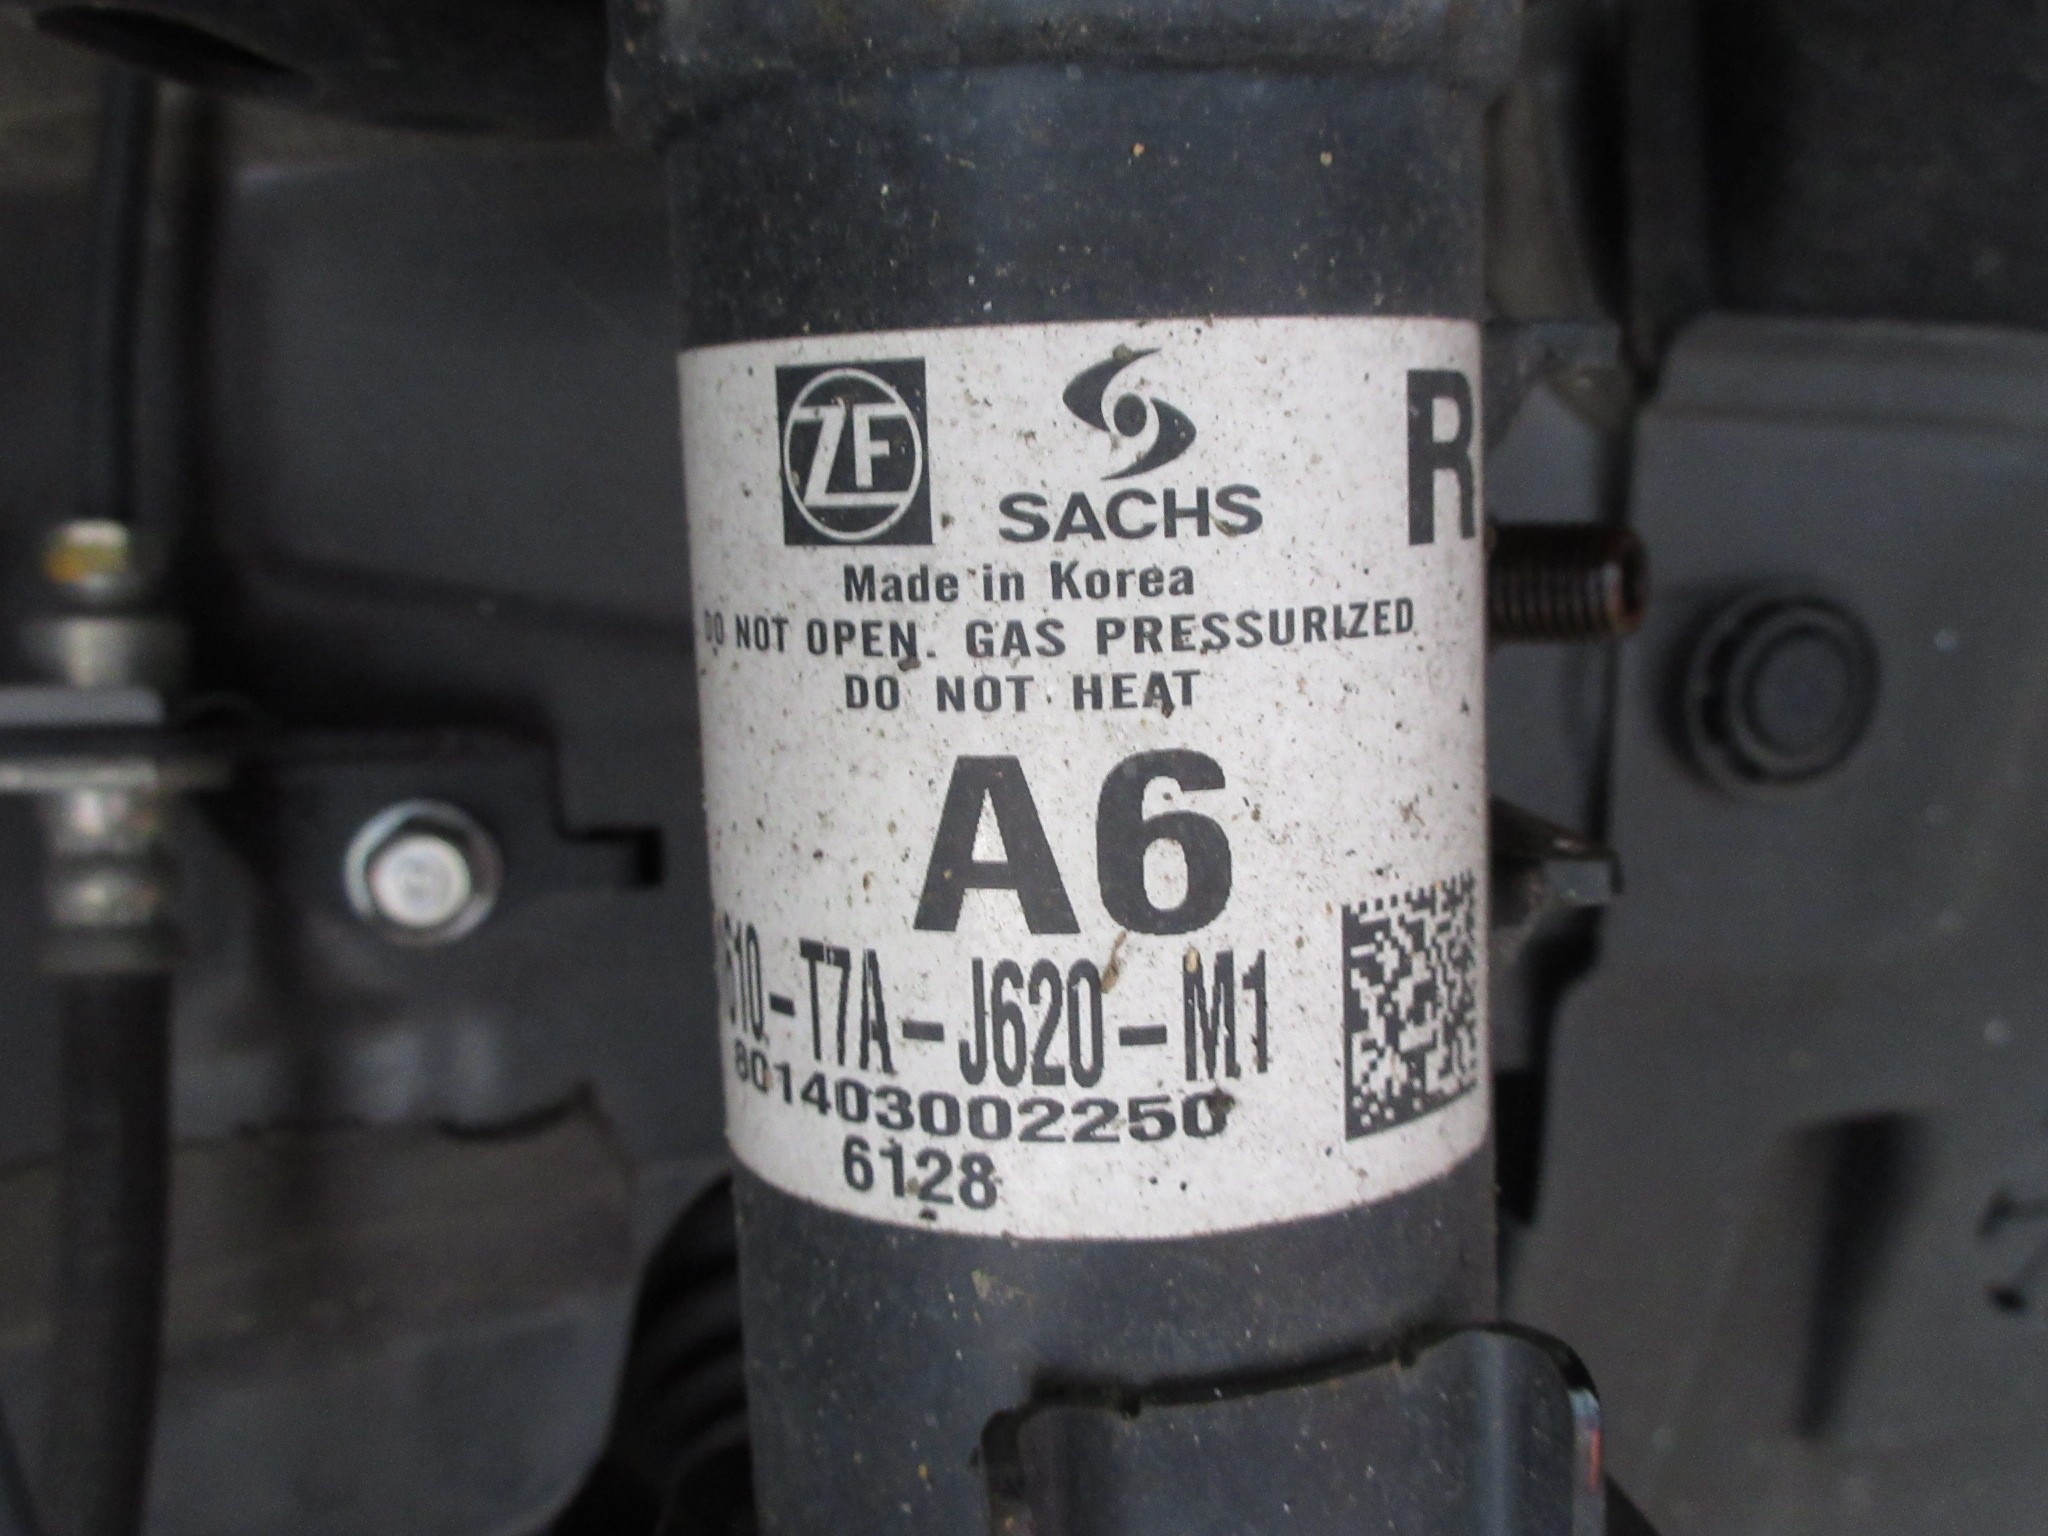 ZF
SACHS
R
Made in Korea
DO NOT OPEN. GAS PRESSURIZED
DO NOT HEAT
A6
610-T7A-J620-M1
801403002250
6128